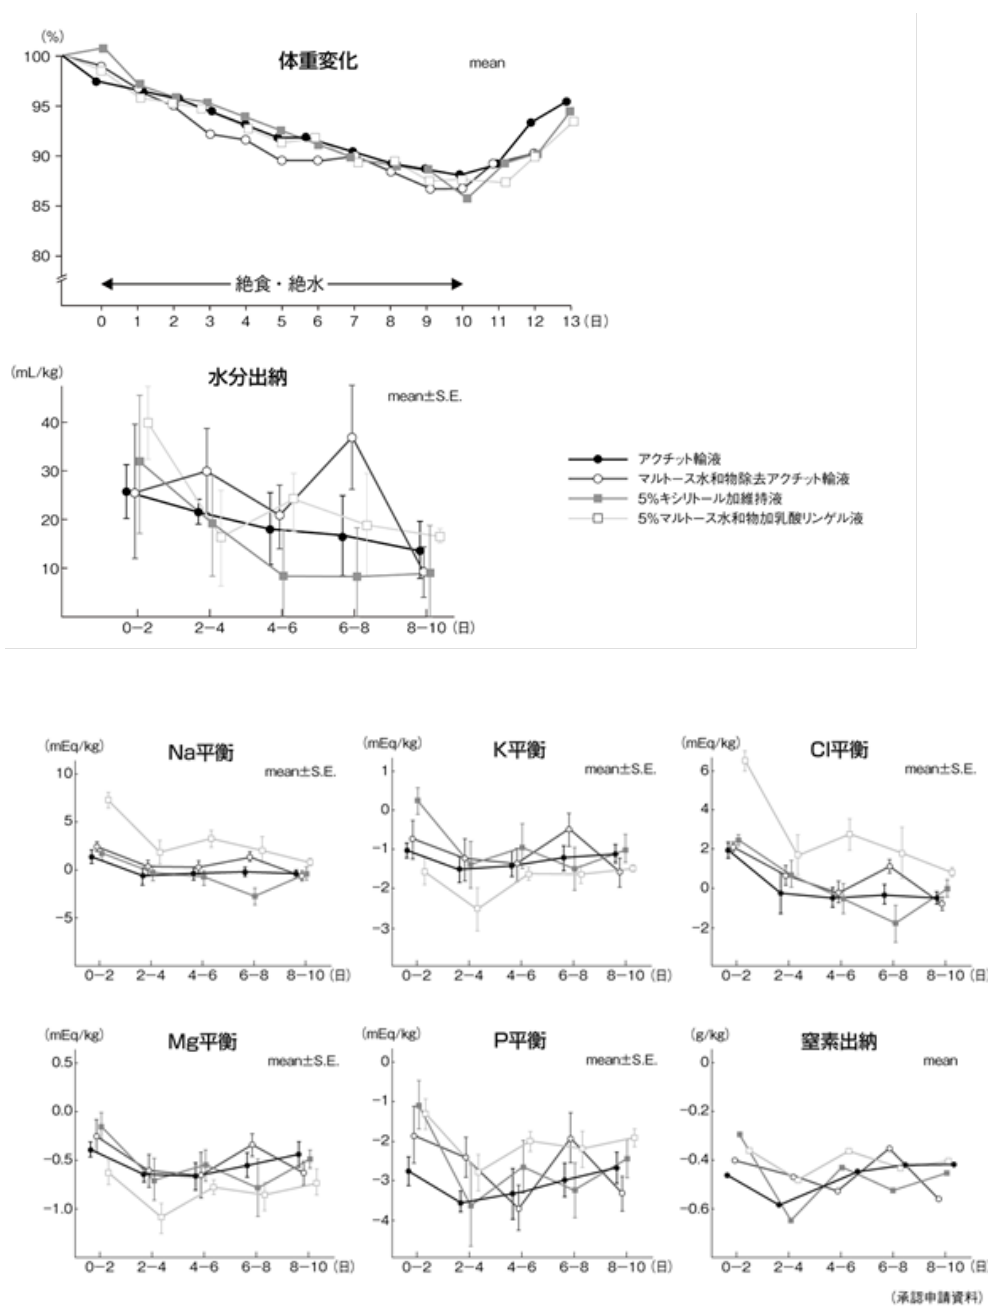 (%)
体重変化
mean
100
95
90
85
80
絶食・絶水
0 1 2 3 4 5 6 7 8 9 10 11 12 13(日)
(mL/kg)
水分出納
mean±S.E.
40
30
20
10
0−2 2−4 4−6 6−8 8−10(日)
アクチット輸液
マルトース水和物除去アクチット輸液
5%キシリトール加維持液
5%マルトース水和物加乳酸リンゲル液
(mEq/kg)
Na平衡
mean±S.E.
10
5
0
−5
0−2 2−4 4−6 6−8 8−10(日)
(mEq/kg)
K平衡
mean±S.E.
1
0
−1
−2
−3
0−2 2−4 4−6 6−8 8−10(日)
(mEq/kg)
Cl平衡
mean±S.E.
6
4
2
0
−2
0−2 2−4 4−6 6−8 8−10(日)
(mEq/kg)
Mg平衡
mean±S.E.
0.5
0.0
−0.5
−1.0
0−2 2−4 4−6 6−8 8−10(日)
(mEq/kg)
P平衡
mean±S.E.
0
−1
−2
−3
−4
0−2 2−4 4−6 6−8 8−10(日)
(g/kg)
窒素出納
mean
0
−0.2
−0.4
−0.6
0−2 2−4 4−6 6−8 8−10(日)
(承認申請資料)